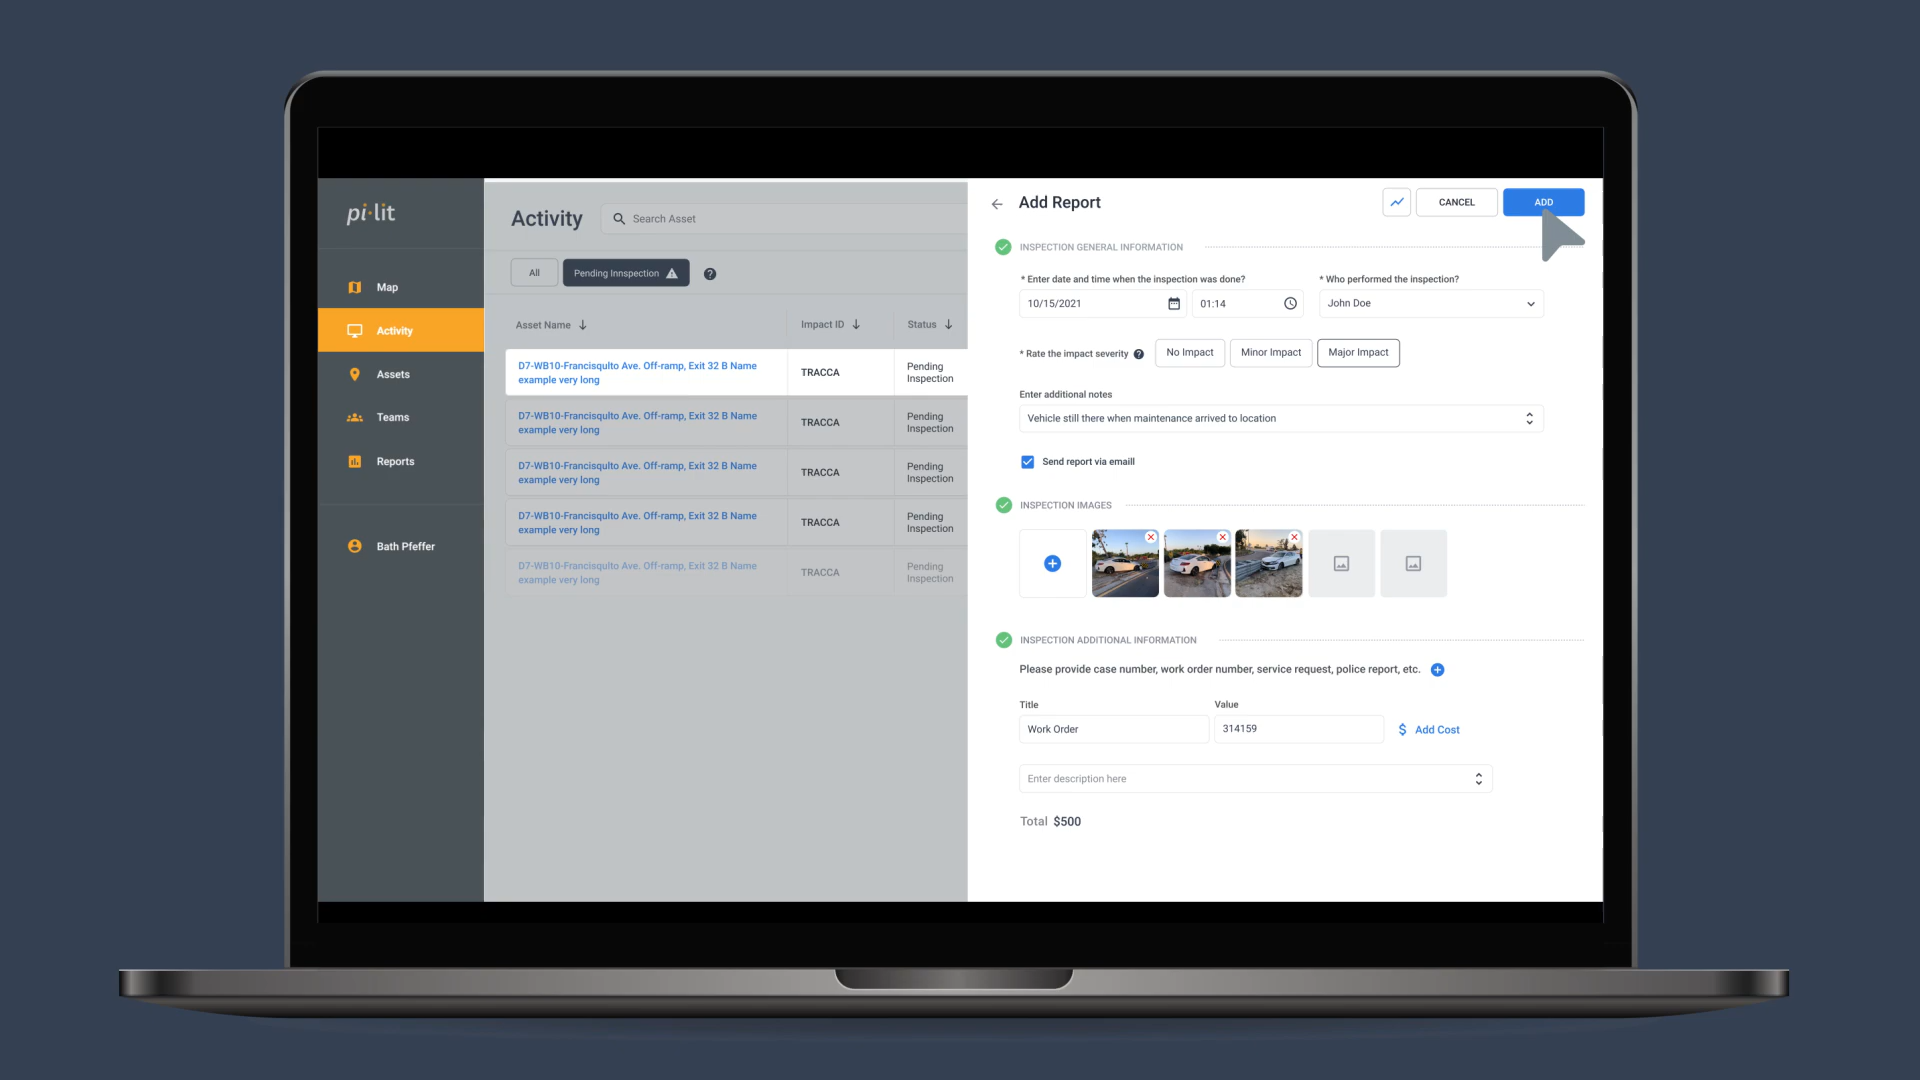 pi·lit
Map
Activity
Assets
Teams
Reports
Bath Pfeffer
Activity
Search Asset
All
Pending Innspection
?
Asset Name
Impact ID
Status
D7-WB10-Francisqulto Ave. Off-ramp, Exit 32 B Name
example very long
TRACCA
Pending
Inspection
D7-WB10-Francisqulto Ave. Off-ramp, Exit 32 B Name
example very long
TRACCA
Pending
Inspection
D7-WB10-Francisqulto Ave. Off-ramp, Exit 32 B Name
example very long
TRACCA
Pending
Inspection
D7-WB10-Francisqulto Ave. Off-ramp, Exit 32 B Name
example very long
TRACCA
Pending
Inspection
D7-WB10-Francisqulto Ave. Off-ramp, Exit 32 B Name
example very long
TRACCA
Pending
Inspection
Add Report
CANCEL
ADD
INSPECTION GENERAL INFORMATION
* Enter date and time when the inspection was done?
* Who performed the inspection?
10/15/2021
01:14
John Doe
* Rate the impact severity ?
No Impact
Minor Impact
Major Impact
Enter additional notes
Vehicle still there when maintenance arrived to location
Send report via emaill
INSPECTION IMAGES
INSPECTION ADDITIONAL INFORMATION
Please provide case number, work order number, service request, police report, etc.
Title
Value
Work Order
314159
$ Add Cost
Enter description here
Total $500